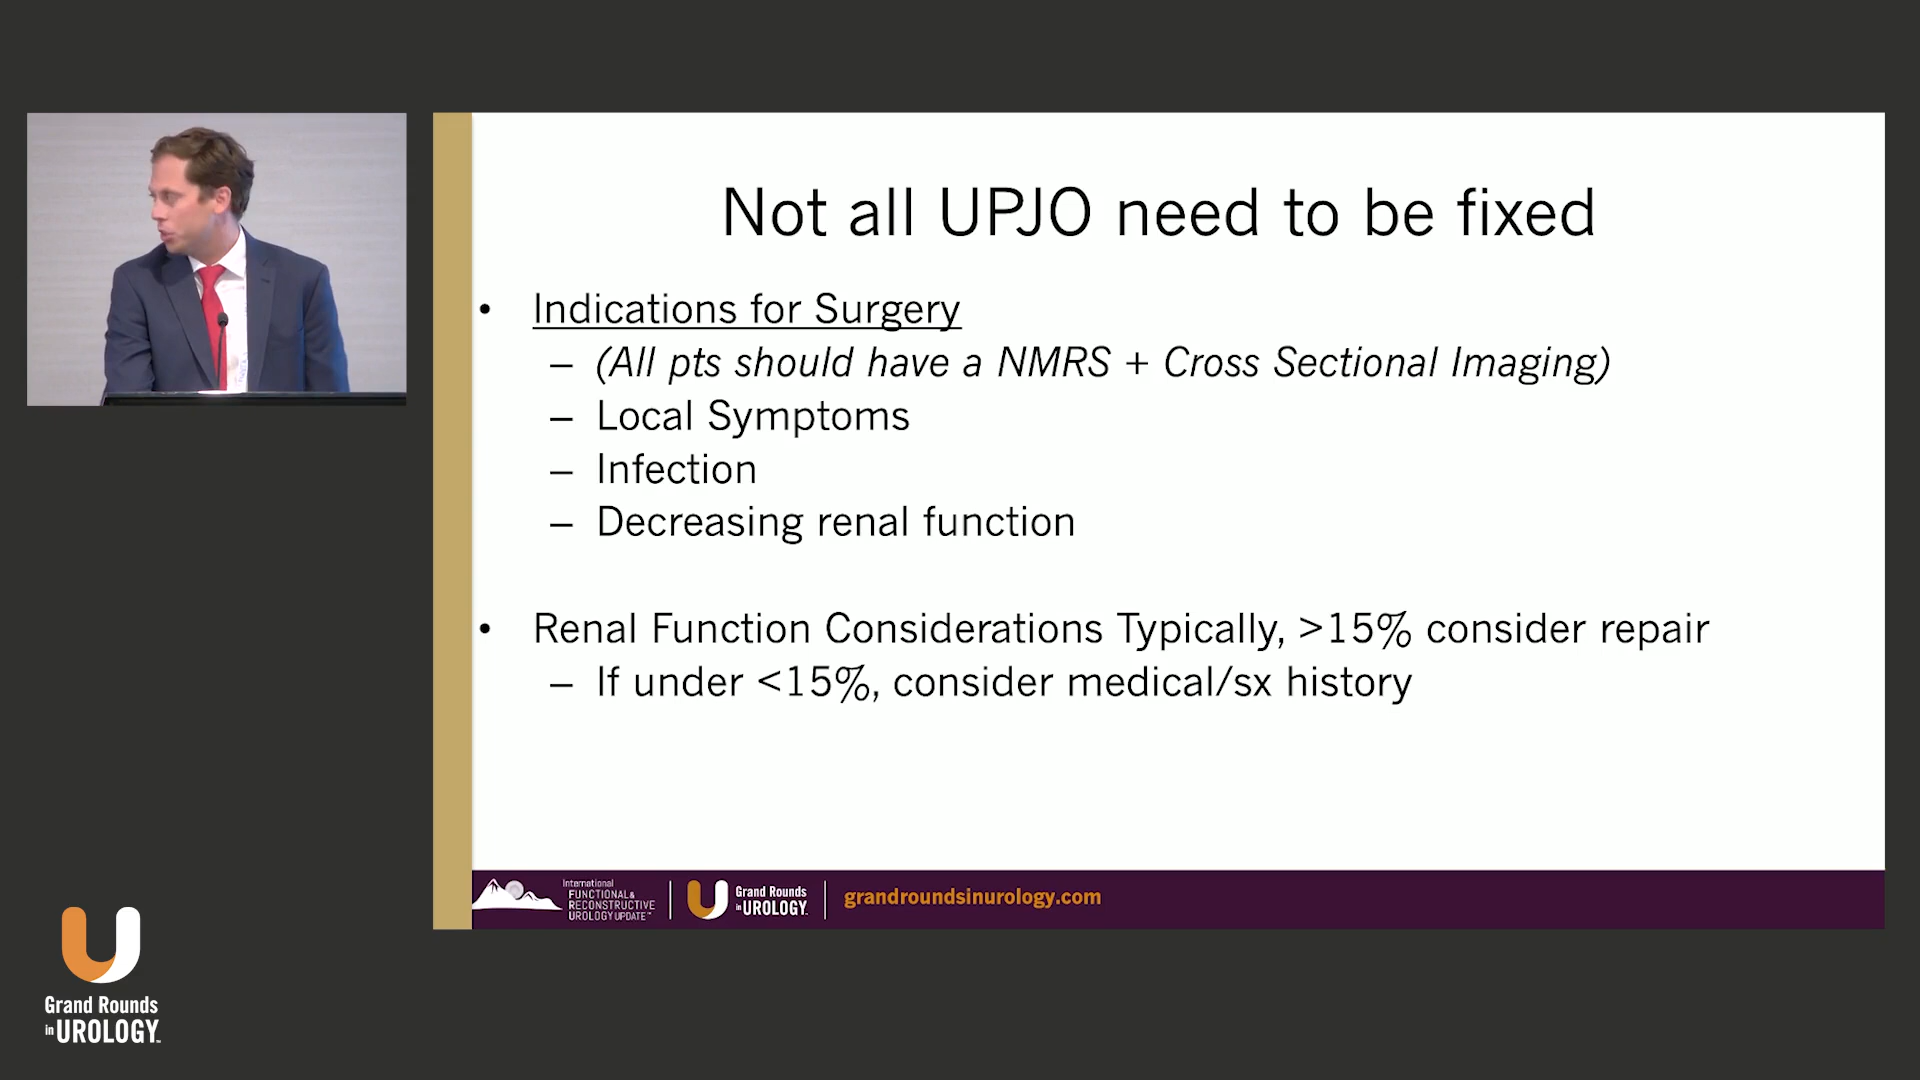 Not all UPJO need to be fixed
• Indications for Surgery
– (All pts should have a NMRS + Cross Sectional Imaging)
– Local Symptoms
– Infection
– Decreasing renal function
• Renal Function Considerations Typically, >15% consider repair
– If under <15%, consider medical/sx history
International
FUNCTIONAL &
RECONSTRUCTIVE
UROLOGY UPDATE™
Grand Rounds
in UROLOGY.
grandroundsinurology.com
Grand Rounds
in UROLOGY™